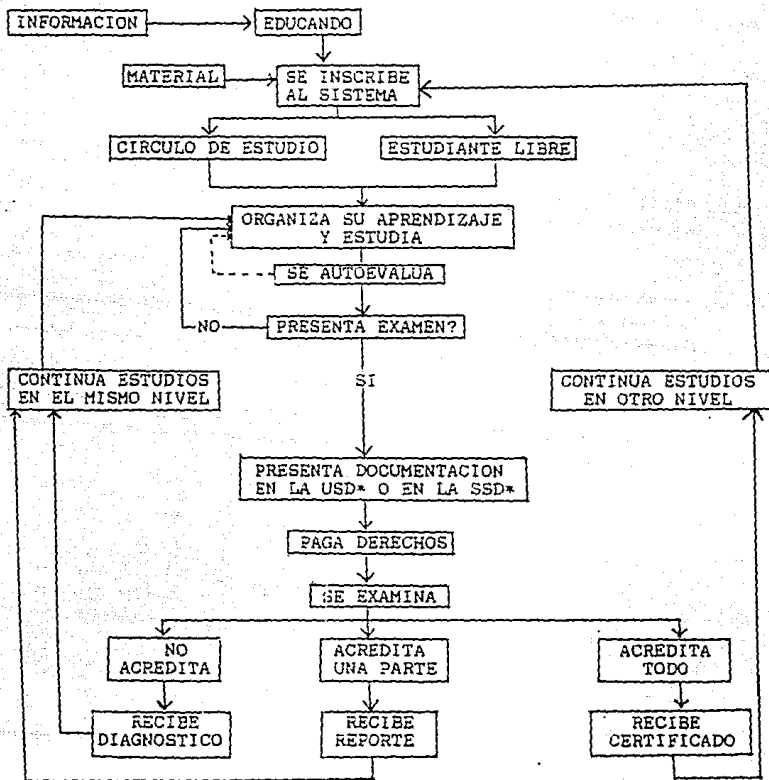 INFORMACION
EDUCANDO
MATERIAL
SE INSCRIBE
AL SISTEMA
CIRCULO DE ESTUDIO
ESTUDIANTE LIBRE
ORGANIZA SU APRENDIZAJE
Y ESTUDIA
SE AUTOEVALUA
NO
PRESENTA EXAMEN?
CONTINUA ESTUDIOS
EN EL MISMO NIVEL
SI
CONTINUA ESTUDIOS
EN OTRO NIVEL
PRESENTA DOCUMENTACION
EN LA USD* O EN LA SSD*
PAGA DERECHOS
SE EXAMINA
NO
ACREDITA
ACREDITA
UNA PARTE
ACREDITA
TODO
RECIBE
DIAGNOSTICO
RECIBE
REPORTE
RECIBE
CERTIFICADO